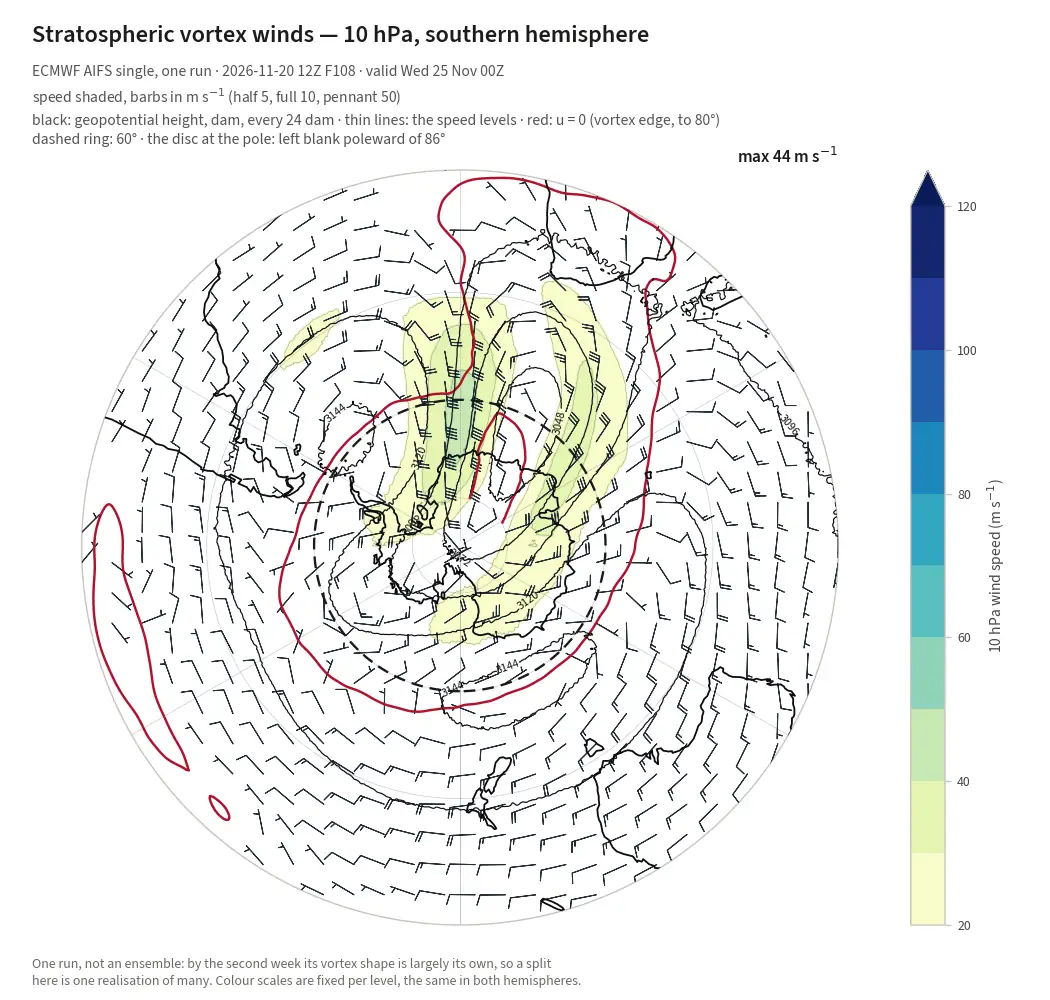 Stratospheric vortex winds — 10 hPa, southern hemisphere
ECMWF AIFS single, one run · 2026-11-20 12Z F108 · valid Wed 25 Nov 00Z
speed shaded, barbs in m s⁻¹ (half 5, full 10, pennant 50)
black: geopotential height, dam, every 24 dam · thin lines: the speed levels · red: u = 0 (vortex edge, to 80°)
dashed ring: 60° · the disc at the pole: left blank poleward of 86°
max 44 m s⁻¹
120
100
80
60
40
20
10 hPa wind speed (m s⁻¹)
3144
3048
3096
3120
3120
3144
3144
One run, not an ensemble: by the second week its vortex shape is largely its own, so a split
here is one realisation of many. Colour scales are fixed per level, the same in both hemispheres.